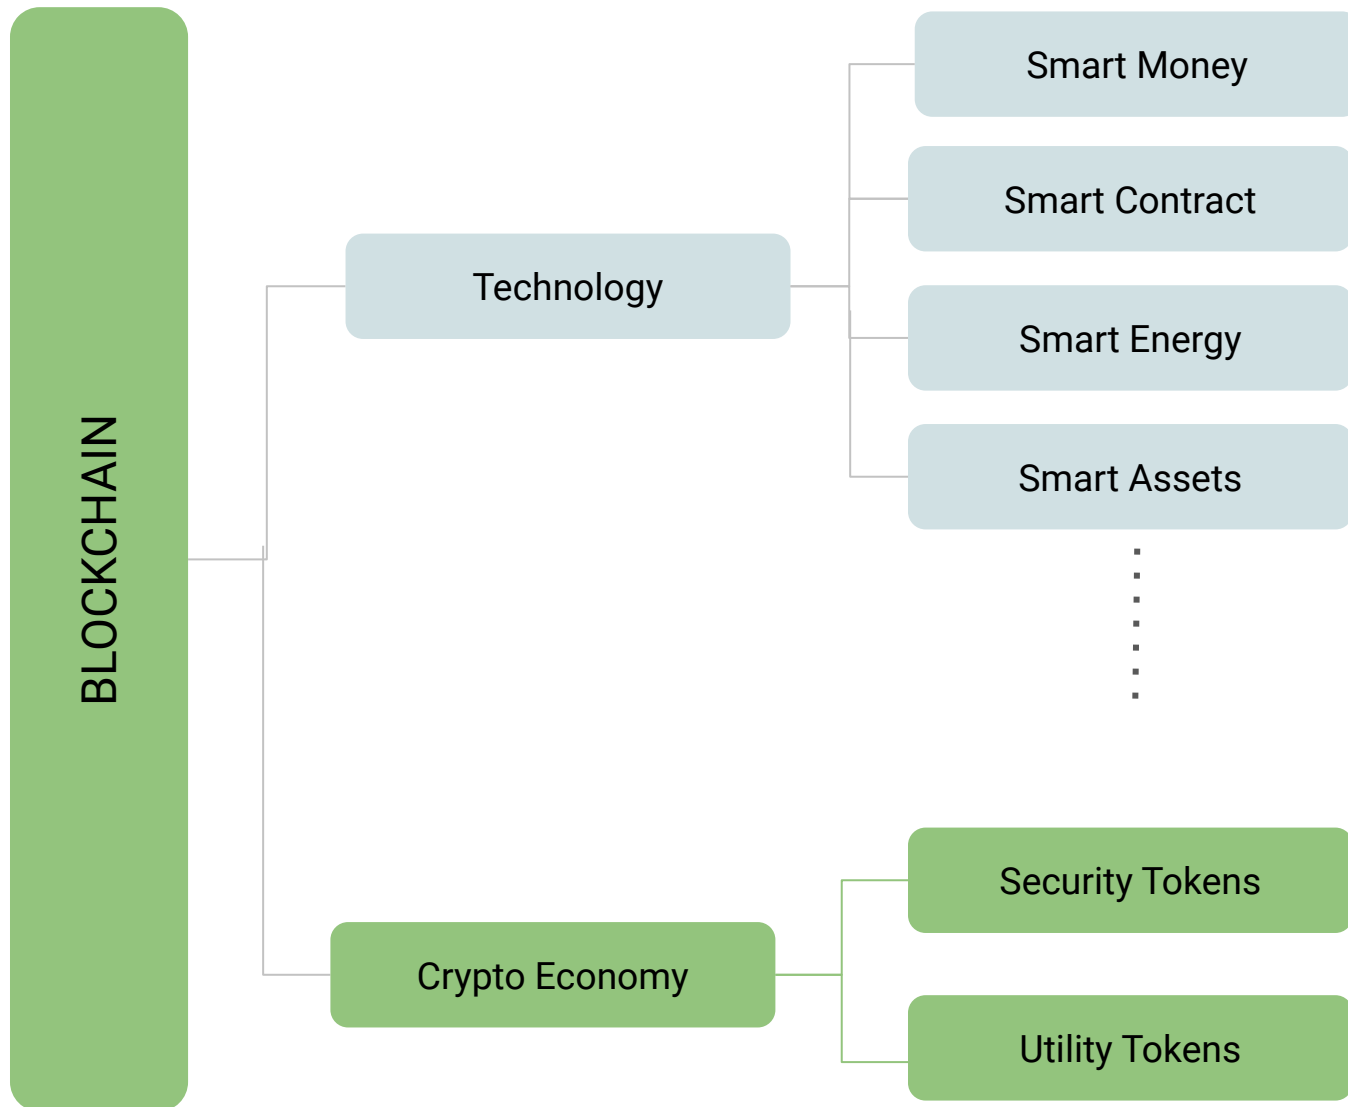 BLOCKCHAIN
Technology
Smart Money
Smart Contract
Smart Energy
Smart Assets
Crypto Economy
Security Tokens
Utility Tokens